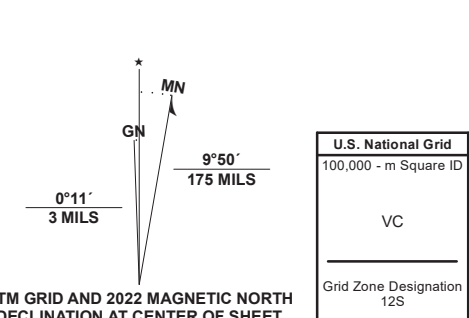 MN
GN
9°50´
175 MILS
0°11´
3 MILS
TM GRID AND 2022 MAGNETIC NORTH
DECLINATION AT CENTER OF SHEET
U.S. National Grid
100,000 - m Square ID
VC
Grid Zone Designation
12S